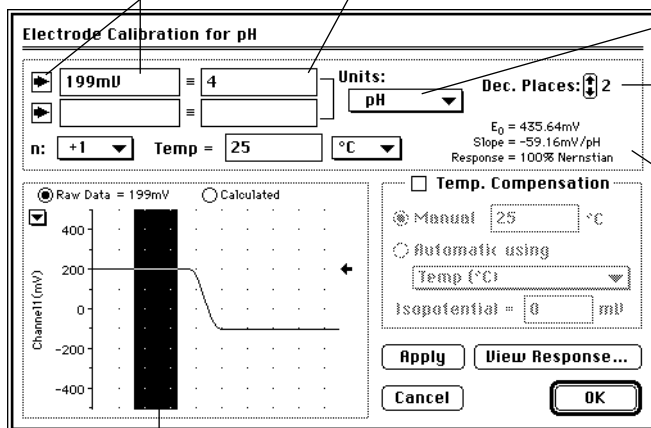 Electrode Calibration for pH
199mV = 4
=
Units:
pH
Dec. Places: 2
n: +1 Temp = 25 °C
E0 = 435.64mV
Slope = -59.16mV/pH
Response = 100% Nernstian
Raw Data = 199mV Calculated
400
200
0
-200
-400
Channel1(mV)
Temp. Compensation
Manual 25 °C
Automatic using
Temp (°C)
Isopotential = 0 mV
Apply View Response...
Cancel OK